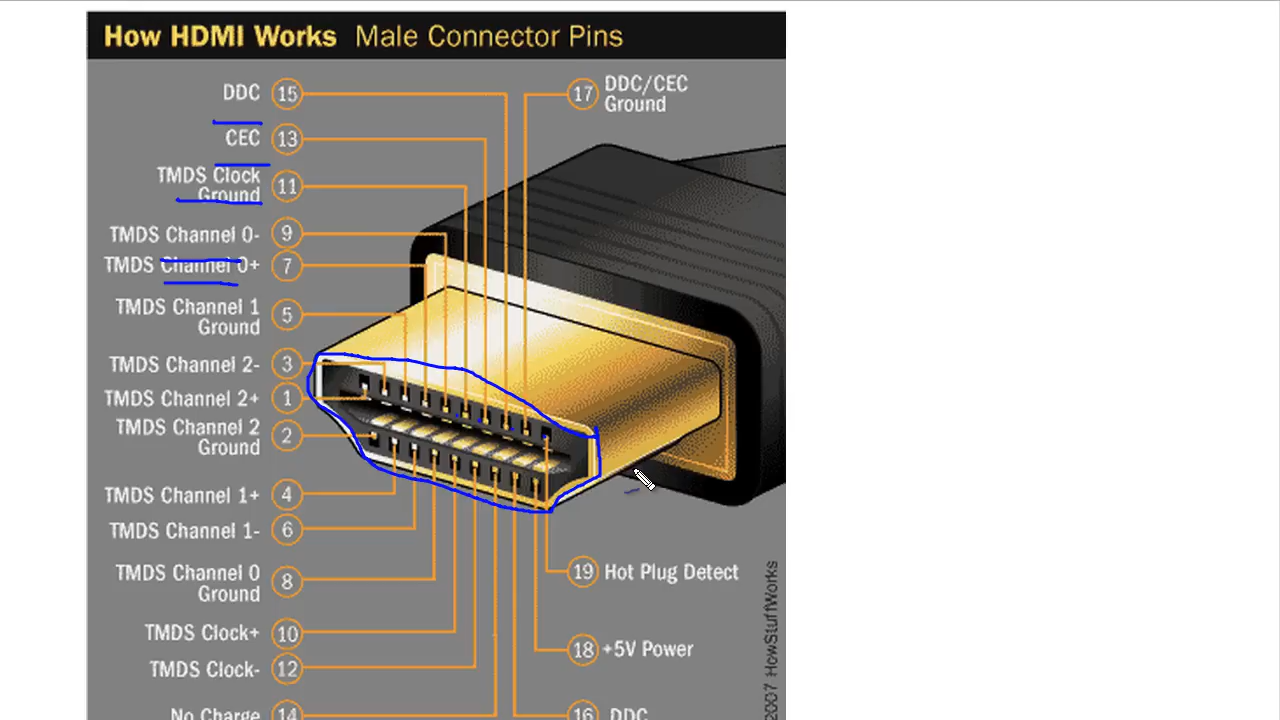 How HDMI Works Male Connector Pins
DDC 15
17 DDC/CEC
Ground
CEC 13
TMDS Clock
Ground 11
TMDS Channel 0- 9
TMDS Channel 0+ 7
TMDS Channel 1
Ground 5
TMDS Channel 2- 3
TMDS Channel 2+ 1
TMDS Channel 2
Ground 2
TMDS Channel 1+ 4
TMDS Channel 1- 6
TMDS Channel 0
Ground 8
19 Hot Plug Detect
TMDS Clock+ 10
18 +5V Power
TMDS Clock- 12
No Charge 14
16 DDC
2007 HowStuffWorks